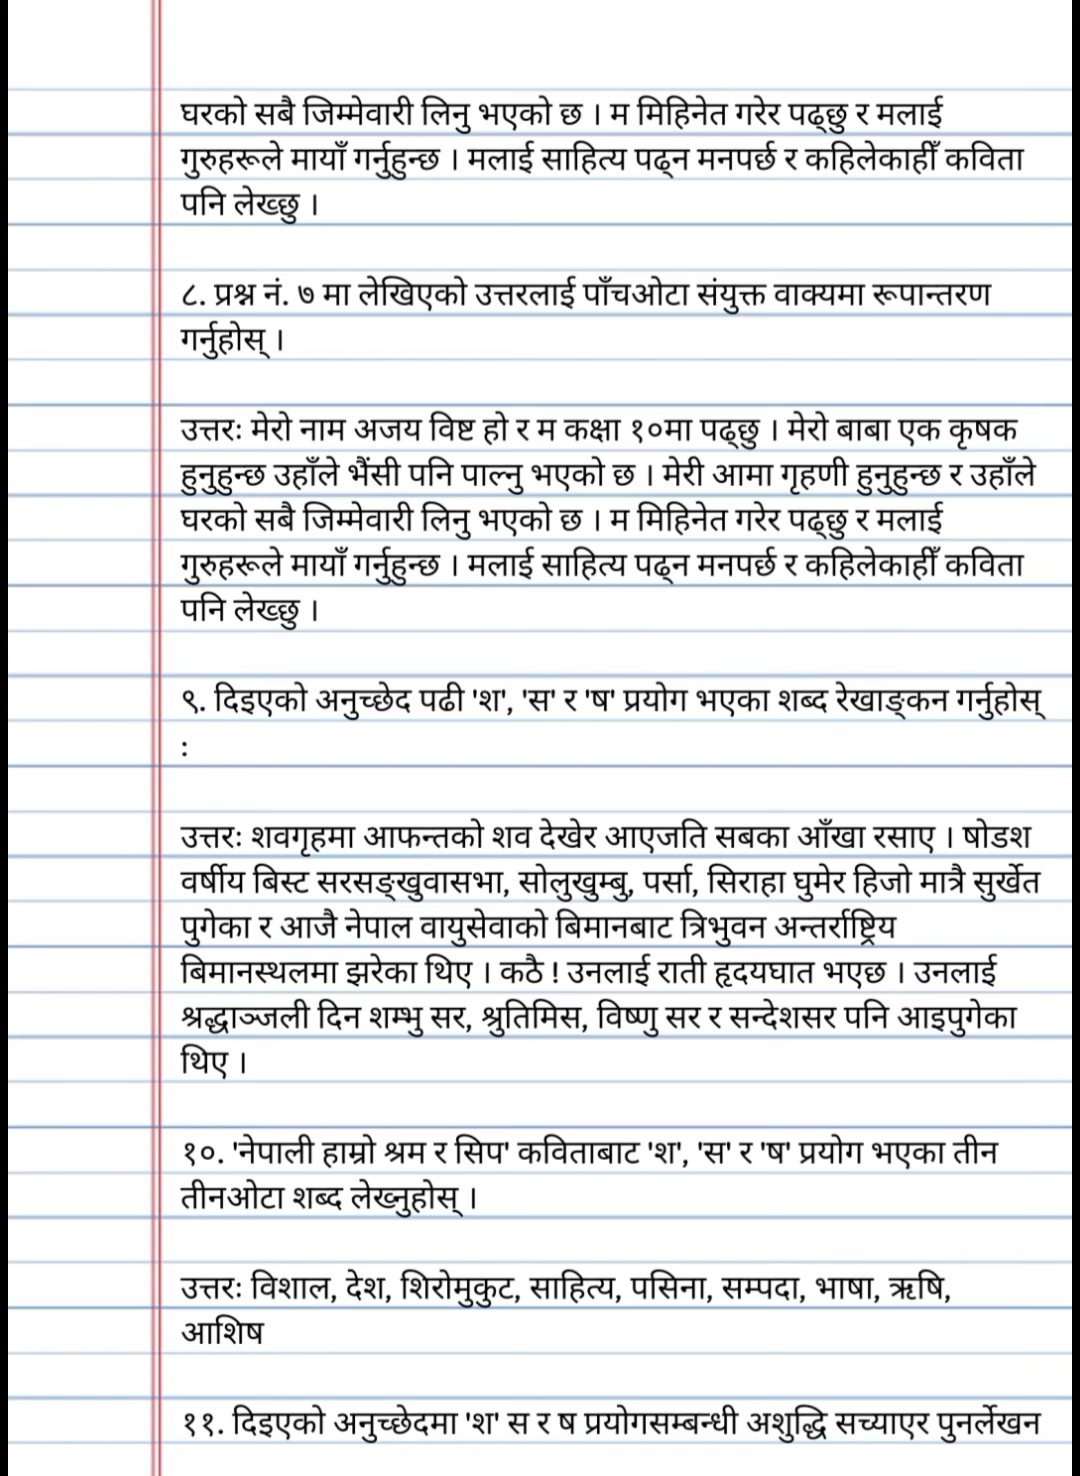 घरको सबै जिम्मेवारी लिनु भएको छ । म मिहिनेत गरेर पढ्छु र मलाई
गुरुहरूले मायाँ गर्नुहुन्छ । मलाई साहित्य पढ्न मनपर्छ र कहिलेकाहीँ कविता
पनि लेख्छु ।
८. प्रश्न नं. ७ मा लेखिएको उत्तरलाई पाँचओटा संयुक्त वाक्यमा रूपान्तरण
गर्नुहोस् ।
उत्तरः मेरो नाम अजय विष्ट हो र म कक्षा १०मा पढ्छु । मेरो बाबा एक कृषक
हुनुहुन्छ उहाँले भैंसी पनि पाल्नु भएको छ । मेरी आमा गृहणी हुनुहुन्छ र उहाँले
घरको सबै जिम्मेवारी लिनु भएको छ । म मिहिनेत गरेर पढ्छु र मलाई
गुरुहरूले मायाँ गर्नुहुन्छ । मलाई साहित्य पढ्न मनपर्छ र कहिलेकाहीँ कविता
पनि लेख्छु ।
९. दिइएको अनुच्छेद पढी 'श', 'स' र 'ष' प्रयोग भएका शब्द रेखाङ्कन गर्नुहोस्
:
उत्तरः शवगृहमा आफन्तको शव देखेर आएजति सबका आँखा रसाए । षोडश
वर्षीय बिस्ट सरसङ्खुवासभा, सोलुखुम्बु, पर्सा, सिराहा घुमेर हिजो मात्रै सुर्खेत
पुगेका र आजै नेपाल वायुसेवाको बिमानबाट त्रिभुवन अन्तर्राष्ट्रिय
बिमानस्थलमा झरेका थिए । कठै ! उनलाई राती हृदयघात भएछ । उनलाई
श्रद्धाञ्जली दिन शम्भु सर, श्रुतिमिस, विष्णु सर र सन्देशसर पनि आइपुगेका
थिए ।
१०. 'नेपाली हाम्रो श्रम र सिप' कविताबाट 'श', 'स' र 'ष' प्रयोग भएका तीन
तीनओटा शब्द लेख्नुहोस् ।
उत्तरः विशाल, देश, शिरोमुकुट, साहित्य, पसिना, सम्पदा, भाषा, ऋषि,
आशिष
११. दिइएको अनुच्छेदमा 'श' स र ष प्रयोगसम्बन्धी अशुद्धि सच्याएर पुनर्लेखन